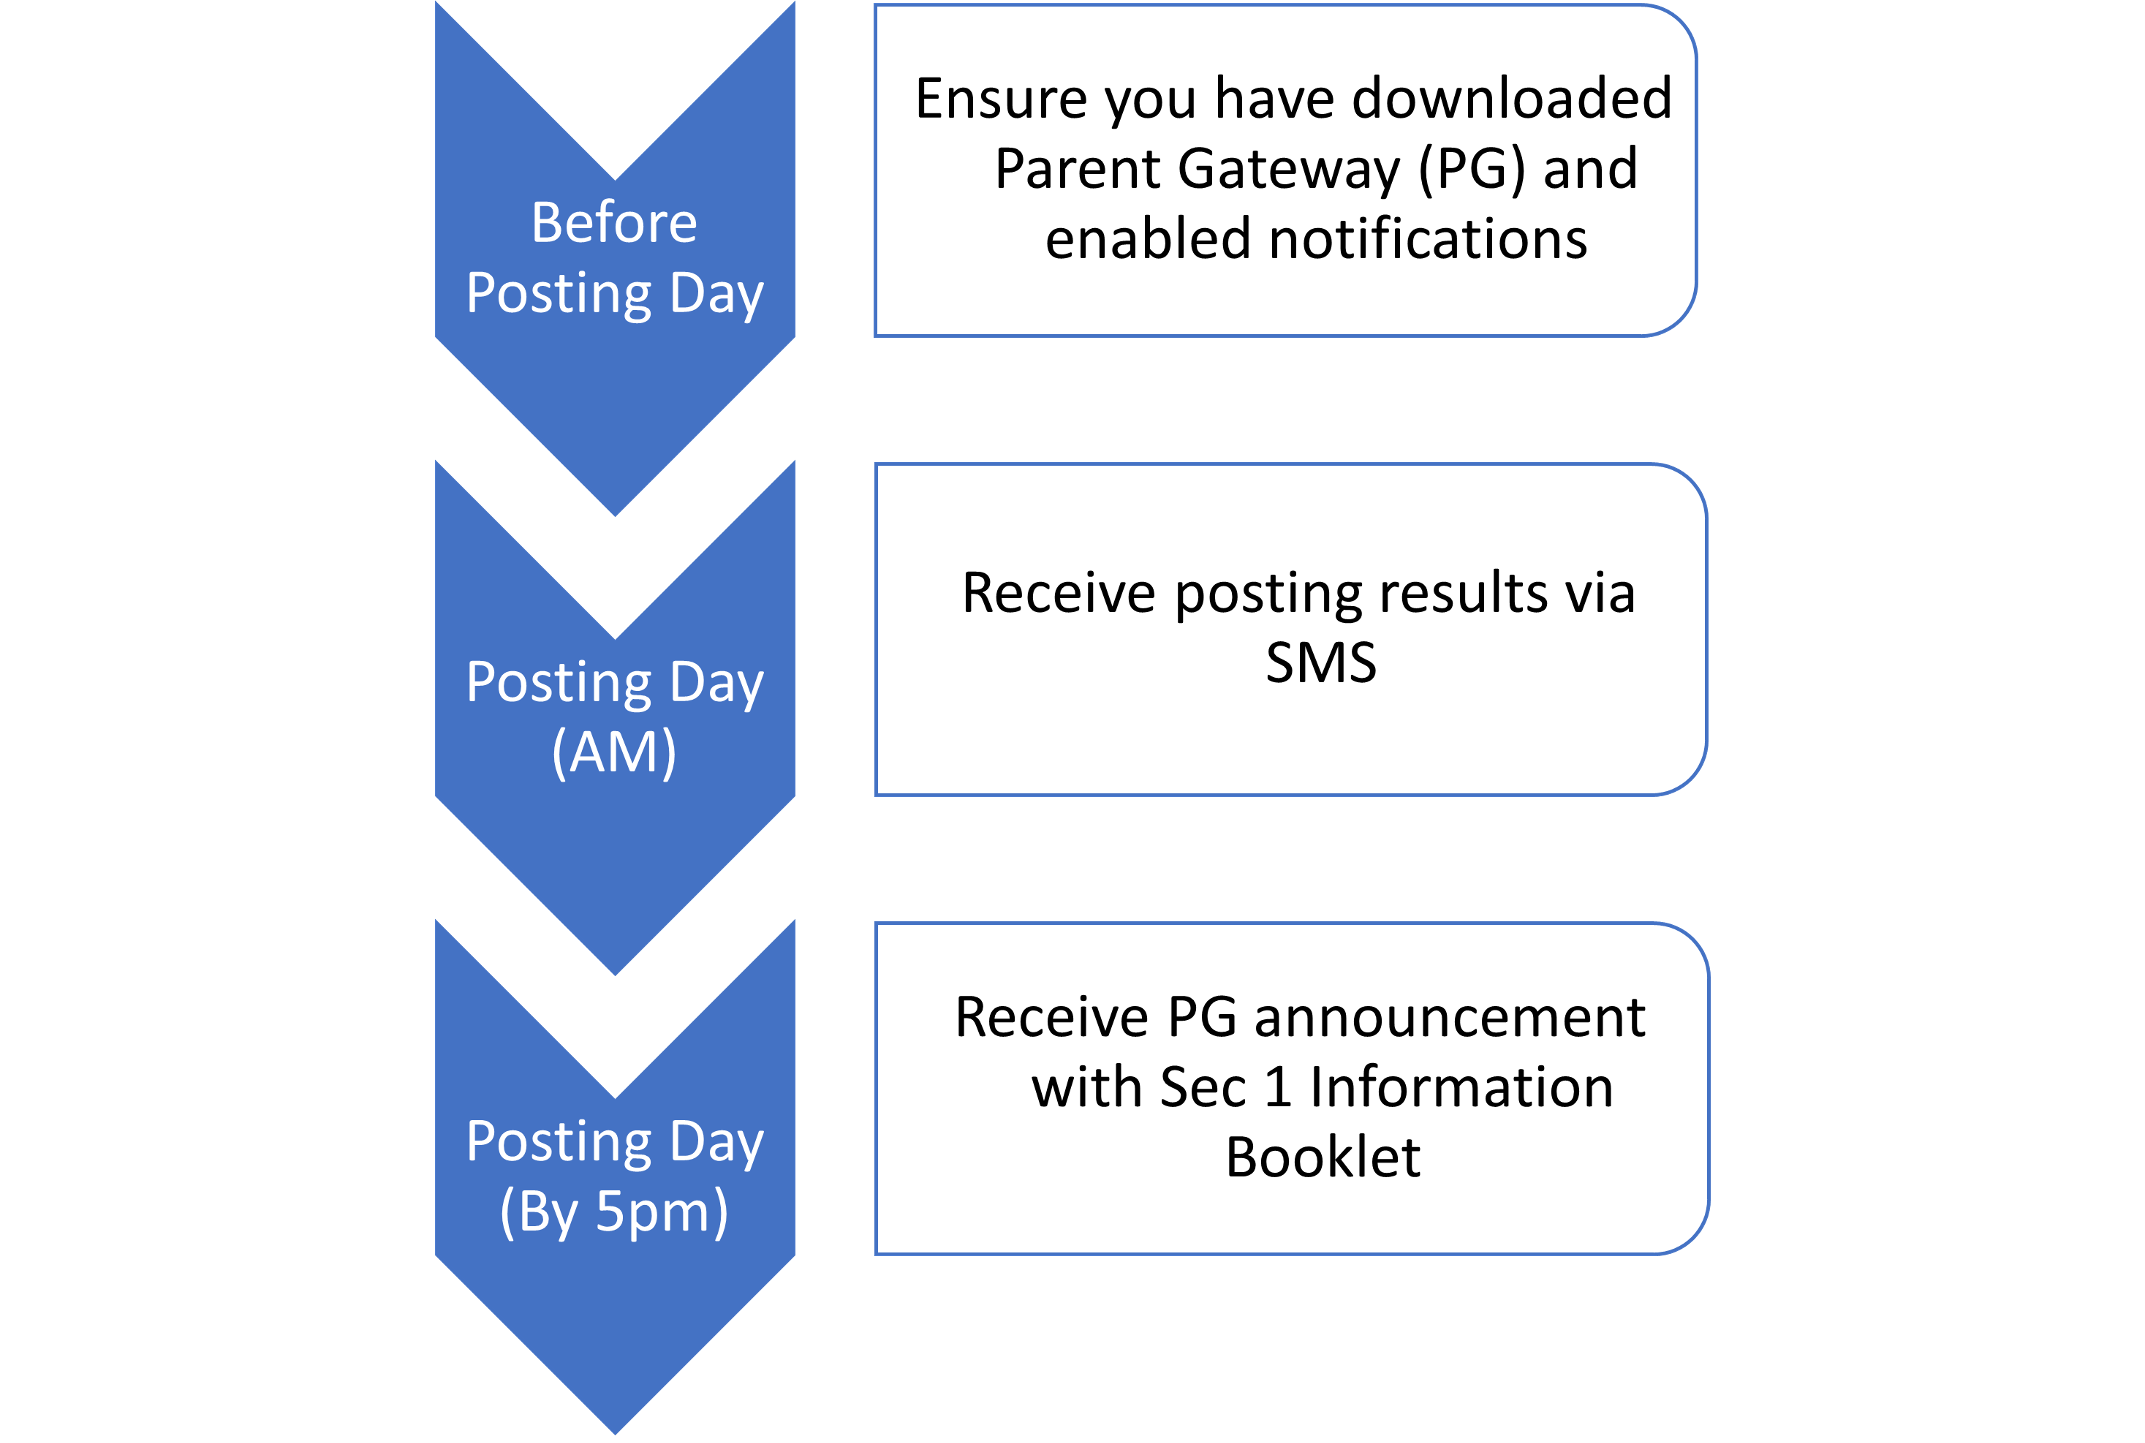 Before
Posting Day
Ensure you have downloaded
Parent Gateway (PG) and
enabled notifications
Posting Day
(AM)
Receive posting results via
SMS
Posting Day
(By 5pm)
Receive PG announcement
with Sec 1 Information
Booklet